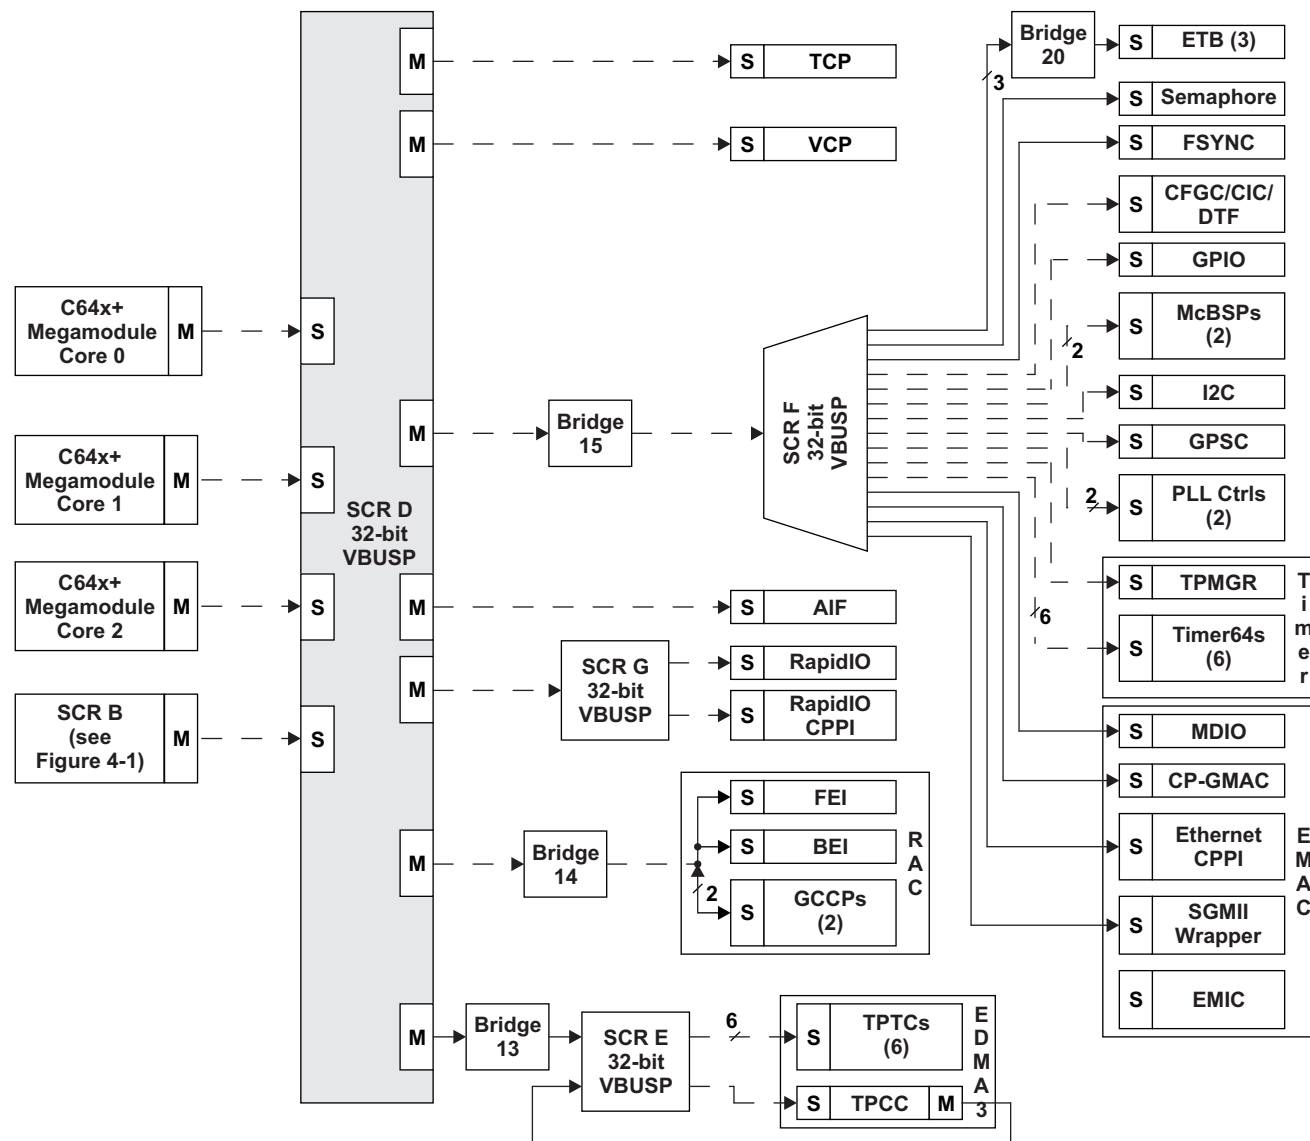 C64x+
Megamodule
Core 0
M
C64x+
Megamodule
Core 1
M
C64x+
Megamodule
Core 2
M
SCR B
(see
Figure 4-1)
M
S
S
S
S
SCR D
32-bit
VBUSP
M
M
M
M
M
M
M
S
TCP
S
VCP
Bridge
15
SCR F
32-bit
VBUSP
S
AIF
SCR G
32-bit
VBUSP
S
RapidIO
S
RapidIO
CPPI
Bridge
14
2
S
FEI
S
BEI
S
GCCPs
(2)
R
A
C
Bridge
13
SCR E
32-bit
VBUSP
6
S
TPTCs
(6)
S
TPCC
M
E
D
M
A
3
3
Bridge
20
S
ETB (3)
S
Semaphore
S
FSYNC
S
CFGC/CIC/
DTF
S
GPIO
2
S
McBSPs
(2)
S
I2C
S
GPSC
2
S
PLL Ctrls
(2)
S
TPMGR
6
S
Timer64s
(6)
T
i
m
e
r
S
MDIO
S
CP-GMAC
S
Ethernet
CPPI
S
SGMII
Wrapper
S
EMIC
E
M
A
C